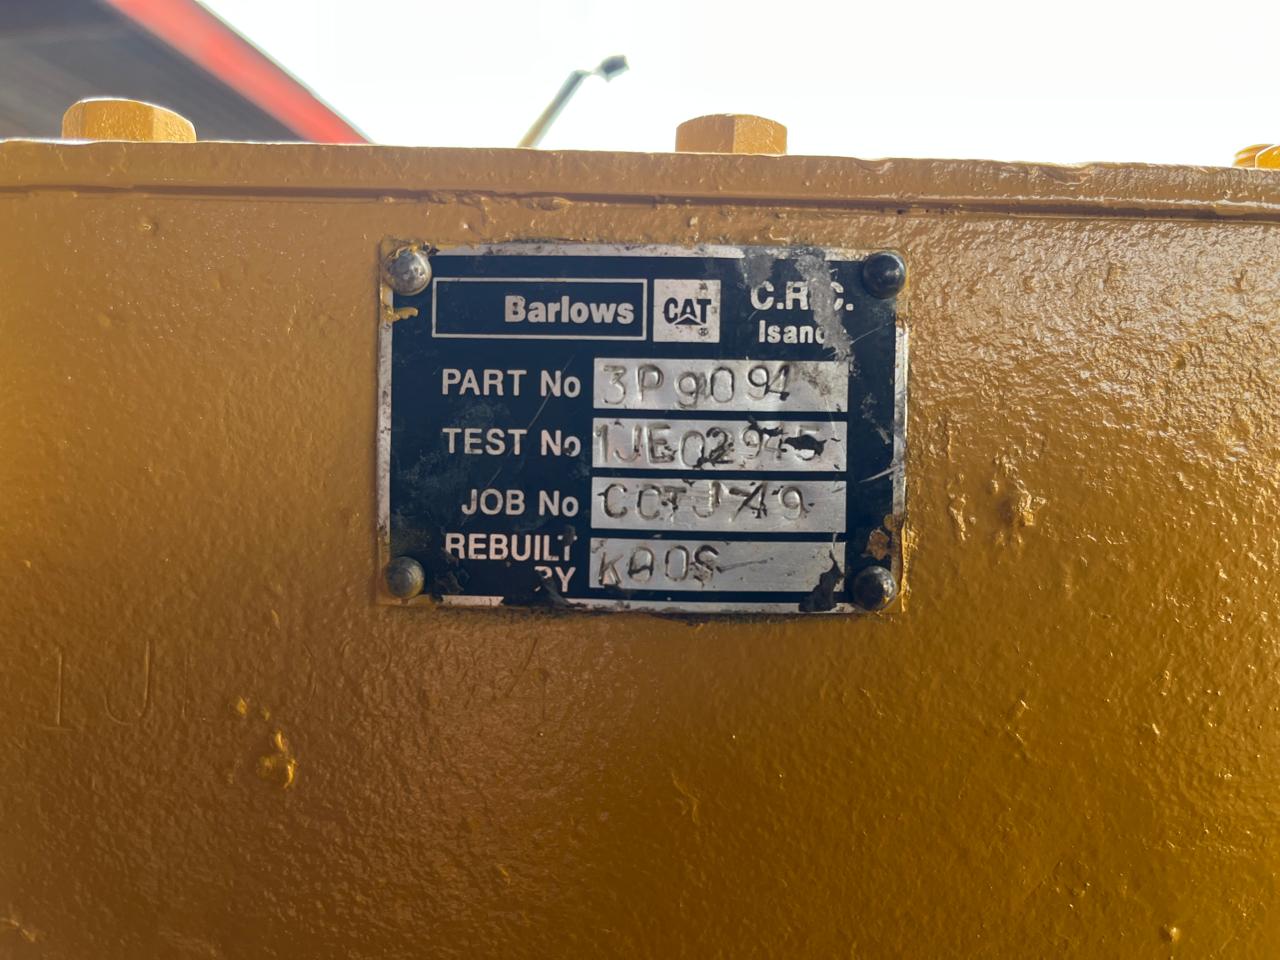 Barlows CAT ® C.R.C.
Isando
PART No 3P9094
TEST No 1JE02945
JOB No CCTJ749
REBUILT
BY KOOS